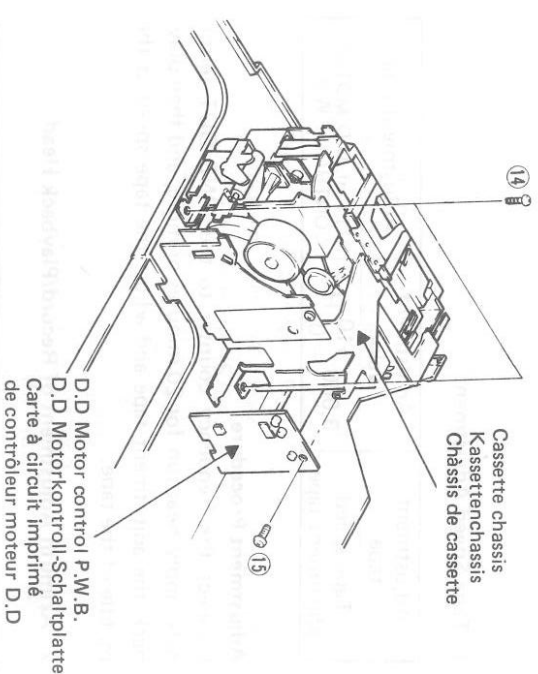 Cassette chassis
Kassettenchassis
Châssis de cassette
⑭
⑮
D.D Motor control P.W.B.
D.D Motorkontroll-Schaltplatte
Carte à circuit imprimé
de contrôleur moteur D.D